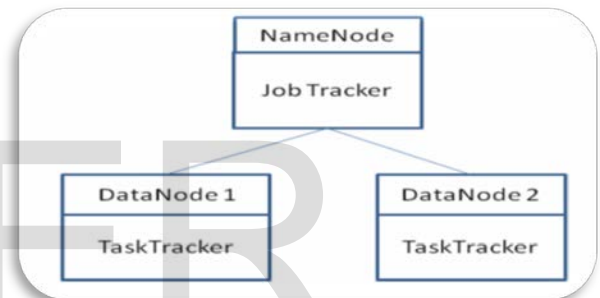 NameNode
Job Tracker
DataNode 1
DataNode 2
TaskTracker
TaskTracker